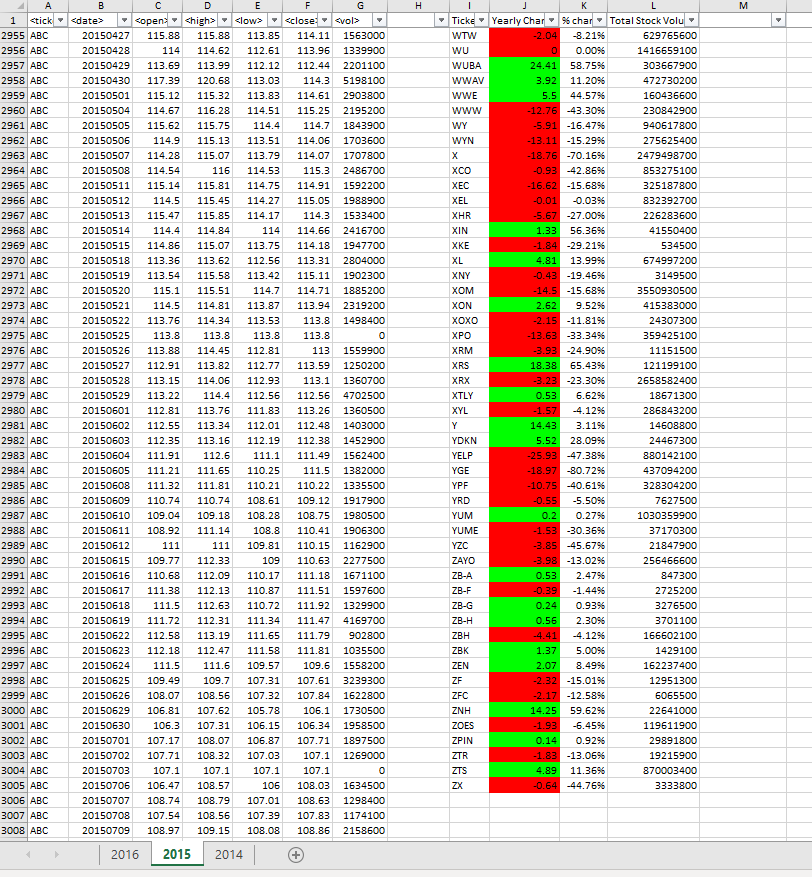 A B C D E F G H I J K L M
1 <tick <date> <open> <high> <low> <close> <vol> Ticke Yearly Char % char Total Stock Volu
2955 ABC 20150427 115.88 115.88 113.85 114.11 1563000 WTW -2.04 -8.21% 629765600
2956 ABC 20150428 114 114.62 112.61 113.96 1339900 WU 0 0.00% 1416659100
2957 ABC 20150429 113.69 113.99 112.12 112.44 2201100 WUBA 24.41 58.75% 303667900
2958 ABC 20150430 117.39 120.68 113.03 114.3 5198100 WWAV 3.92 11.20% 472730200
2959 ABC 20150501 115.12 115.32 113.83 114.61 2903800 WWE 5.5 44.57% 160436600
2960 ABC 20150504 114.67 116.28 114.51 115.25 2195200 WWW -12.76 -43.30% 230842900
2961 ABC 20150505 115.62 115.75 114.4 114.7 1843900 WY -5.91 -16.47% 940617800
2962 ABC 20150506 114.9 115.13 113.51 114.06 1703600 WYN -13.11 -15.29% 275625400
2963 ABC 20150507 114.28 115.07 113.79 114.07 1707800 X -18.76 -70.16% 2479498700
2964 ABC 20150508 114.54 116 114.53 115.3 2486700 XCO -0.93 -42.86% 853275100
2965 ABC 20150511 115.14 115.81 114.75 114.91 1592200 XEC -16.62 -15.68% 325187800
2966 ABC 20150512 114.5 115.45 114.27 115.05 1988900 XEL -0.01 -0.03% 832392700
2967 ABC 20150513 115.47 115.85 114.17 114.3 1533400 XHR -5.67 -27.00% 226283600
2968 ABC 20150514 114.4 114.84 114 114.66 2416700 XIN 1.33 56.36% 41550400
2969 ABC 20150515 114.86 115.07 113.75 114.18 1947700 XKE -1.84 -29.21% 534500
2970 ABC 20150518 113.36 113.62 112.56 113.31 2804000 XL 4.81 13.99% 674997200
2971 ABC 20150519 113.54 115.58 113.42 115.11 1902300 XNY -0.43 -19.46% 3149500
2972 ABC 20150520 115.1 115.51 114.7 114.71 1885200 XOM -14.5 -15.68% 3550930500
2973 ABC 20150521 114.5 114.81 113.87 113.94 2319200 XON 2.62 9.52% 415383000
2974 ABC 20150522 113.76 114.34 113.53 113.8 1498400 XOXO -2.15 -11.81% 24307300
2975 ABC 20150525 113.8 113.8 113.8 113.8 0 XPO -13.63 -33.34% 359425100
2976 ABC 20150526 113.88 114.45 112.81 113 1559900 XRM -3.93 -24.90% 11151500
2977 ABC 20150527 112.91 113.82 112.77 113.59 1250200 XRS 18.38 65.43% 121199100
2978 ABC 20150528 113.15 114.06 112.93 113.1 1360700 XRX -3.23 -23.30% 2658582400
2979 ABC 20150529 113.22 114.4 112.56 112.56 4702500 XTLY 0.53 6.62% 18671300
2980 ABC 20150601 112.81 113.76 111.83 113.26 1360500 XYL -1.57 -4.12% 286843200
2981 ABC 20150602 112.55 113.34 112.01 112.48 1403000 Y 14.43 3.11% 14608800
2982 ABC 20150603 112.35 113.16 112.19 112.38 1452900 YDKN 5.52 28.09% 24467300
2983 ABC 20150604 111.91 112.6 111.1 111.49 1562400 YELP -25.93 -47.38% 880142100
2984 ABC 20150605 111.21 111.65 110.25 111.5 1382000 YGE -18.97 -80.72% 437094200
2985 ABC 20150608 111.32 111.81 110.21 110.22 1335500 YPF -10.75 -40.61% 328304200
2986 ABC 20150609 110.74 110.74 108.61 109.12 1917900 YRD -0.55 -5.50% 7627500
2987 ABC 20150610 109.04 109.18 108.28 108.75 1980500 YUM 0.2 0.27% 1030359900
2988 ABC 20150611 108.92 111.14 108.8 110.41 1906300 YUME -1.53 -30.36% 37170300
2989 ABC 20150612 111 111 109.81 110.15 1162900 YZC -3.85 -45.67% 21847900
2990 ABC 20150615 109.77 112.33 109 110.63 2277500 ZAYO -3.98 -13.02% 256466600
2991 ABC 20150616 110.68 112.09 110.17 111.18 1671100 ZB-A 0.53 2.47% 847300
2992 ABC 20150617 111.38 112.13 110.87 111.51 1597600 ZB-F -0.39 -1.44% 2725200
2993 ABC 20150618 111.5 112.63 110.72 111.92 1329900 ZB-G 0.24 0.93% 3276500
2994 ABC 20150619 111.72 112.31 111.34 111.47 4169700 ZB-H 0.56 2.30% 3701100
2995 ABC 20150622 112.58 113.19 111.65 111.79 902800 ZBH -4.41 -4.12% 166602100
2996 ABC 20150623 112.18 112.47 111.58 111.81 1035500 ZBK 1.37 5.00% 1429100
2997 ABC 20150624 111.5 111.6 109.57 109.6 1558200 ZEN 2.07 8.49% 162237400
2998 ABC 20150625 109.49 109.7 107.31 107.61 3239300 ZF -2.32 -15.01% 12951300
2999 ABC 20150626 108.07 108.56 107.32 107.84 1622800 ZFC -2.17 -12.58% 6065500
3000 ABC 20150629 106.81 107.62 105.78 106.1 1730500 ZNH 14.25 59.62% 22641000
3001 ABC 20150630 106.3 107.31 106.15 106.34 1958500 ZOES -1.93 -6.45% 119611900
3002 ABC 20150701 107.17 108.07 106.87 107.71 1897500 ZPIN 0.14 0.92% 29891800
3003 ABC 20150702 107.71 108.32 107.03 107.1 1269000 ZTR -1.83 -13.06% 19215900
3004 ABC 20150703 107.1 107.1 107.1 107.1 0 ZTS 4.89 11.36% 870003400
3005 ABC 20150706 106.47 108.57 106 108.03 1634500 ZX -0.64 -44.76% 3333800
3006 ABC 20150707 108.74 108.79 107.01 108.63 1298400
3007 ABC 20150708 107.54 108.56 107.39 107.83 1174100
3008 ABC 20150709 108.97 109.15 108.08 108.86 2158600
2016 2015 2014